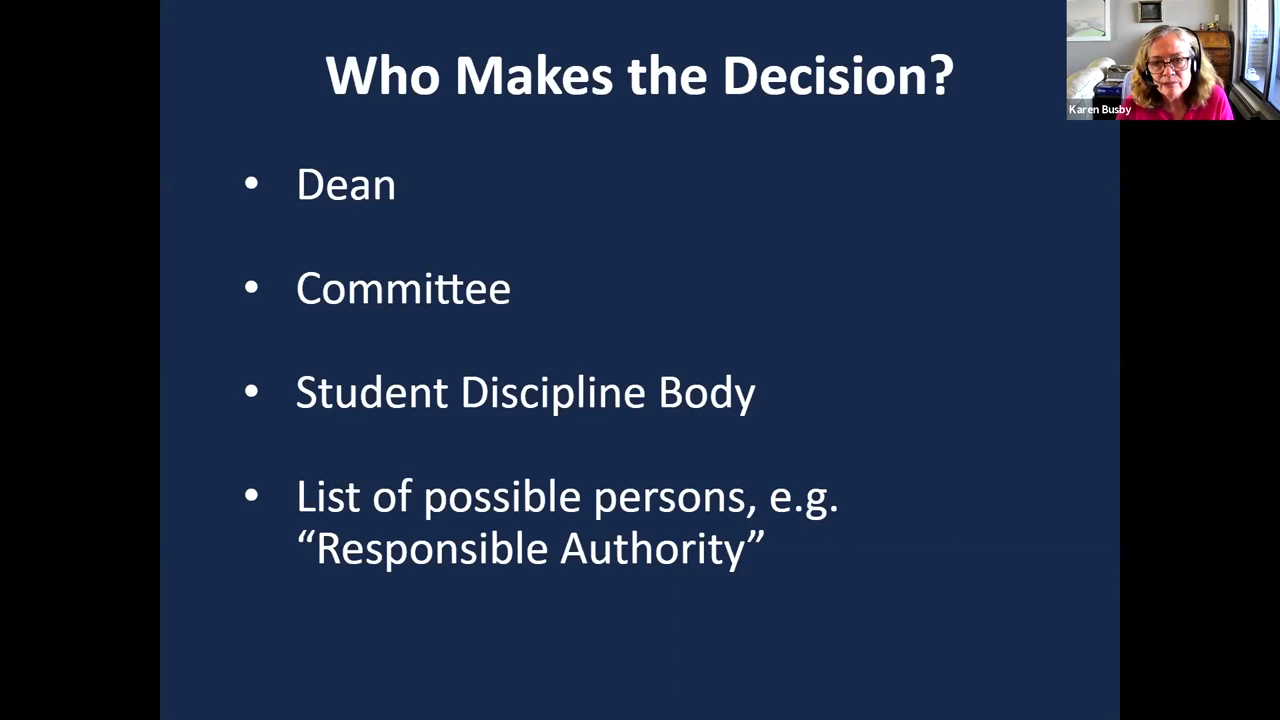 Who Makes the Decision?
Karen Busby
• Dean
• Committee
• Student Discipline Body
• List of possible persons, e.g.
“Responsible Authority”